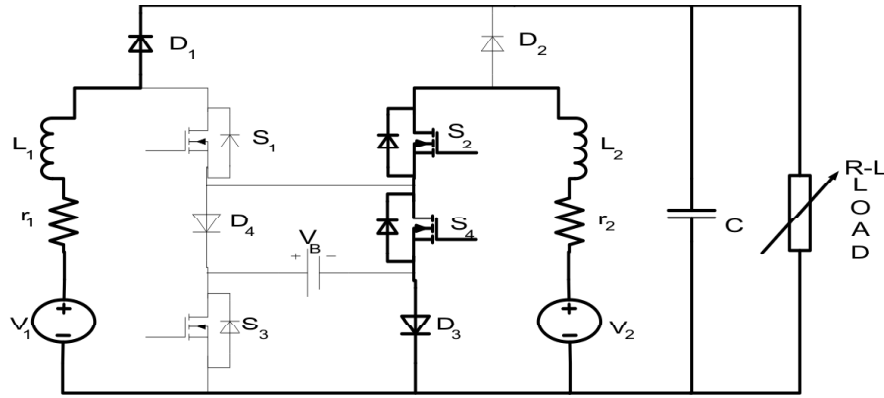 D1
D2
L1
S1
S2
L2
R-L
LOAD
r1
D4
S4
r2
C
VB
+ −
+
−
V1
S3
D3
+
−
V2